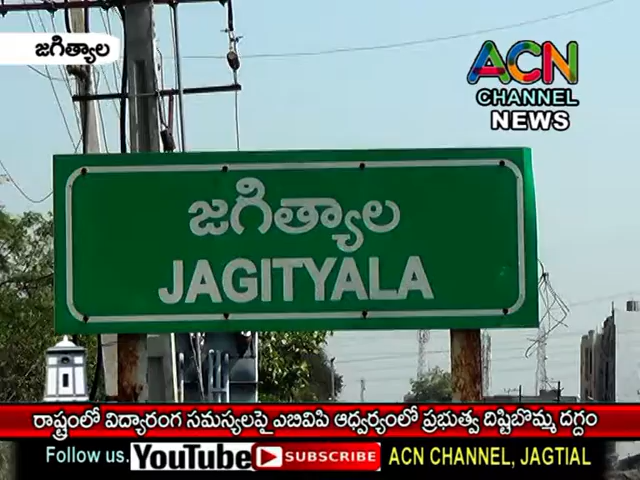 జగిత్యాల
ACN
CHANNEL
NEWS
జగిత్యాల
JAGITYALA
రాష్ట్రంలో విద్యారంగ సమస్యలపై ఎబివిపి ఆధ్వర్యంలో ప్రభుత్వ దిష్టిబొమ్మ దగ్దం
Follow us. YouTube SUBSCRIBE ACN CHANNEL, JAGTIAL